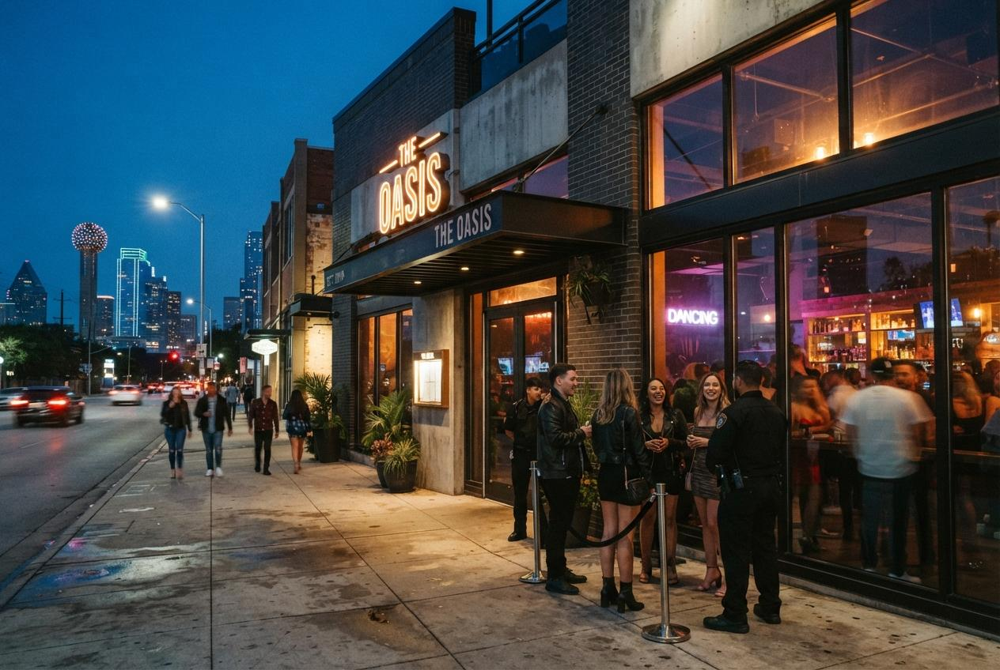 THE
OASIS
THE OASIS
DANCING